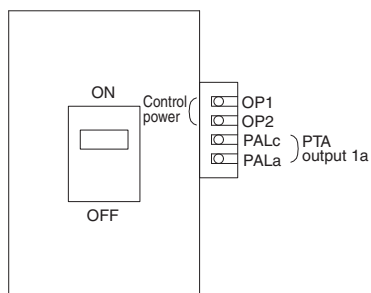 ON
OFF
Control
power
OP1
OP2
PALc
PALa
PTA
output 1a